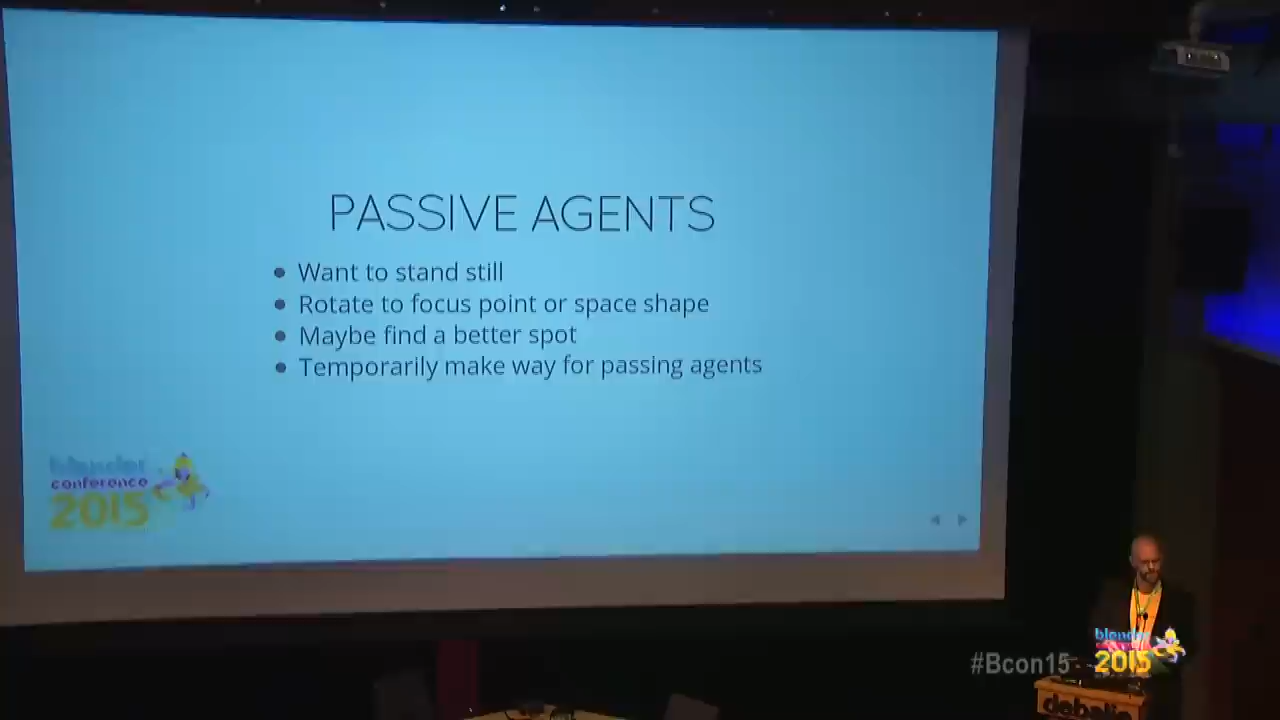 PASSIVE AGENTS
Want to stand still
Rotate to focus point or space shape
Maybe find a better spot
Temporarily make way for passing agents
blender
conference
2015
#Bcon15
blender
2015